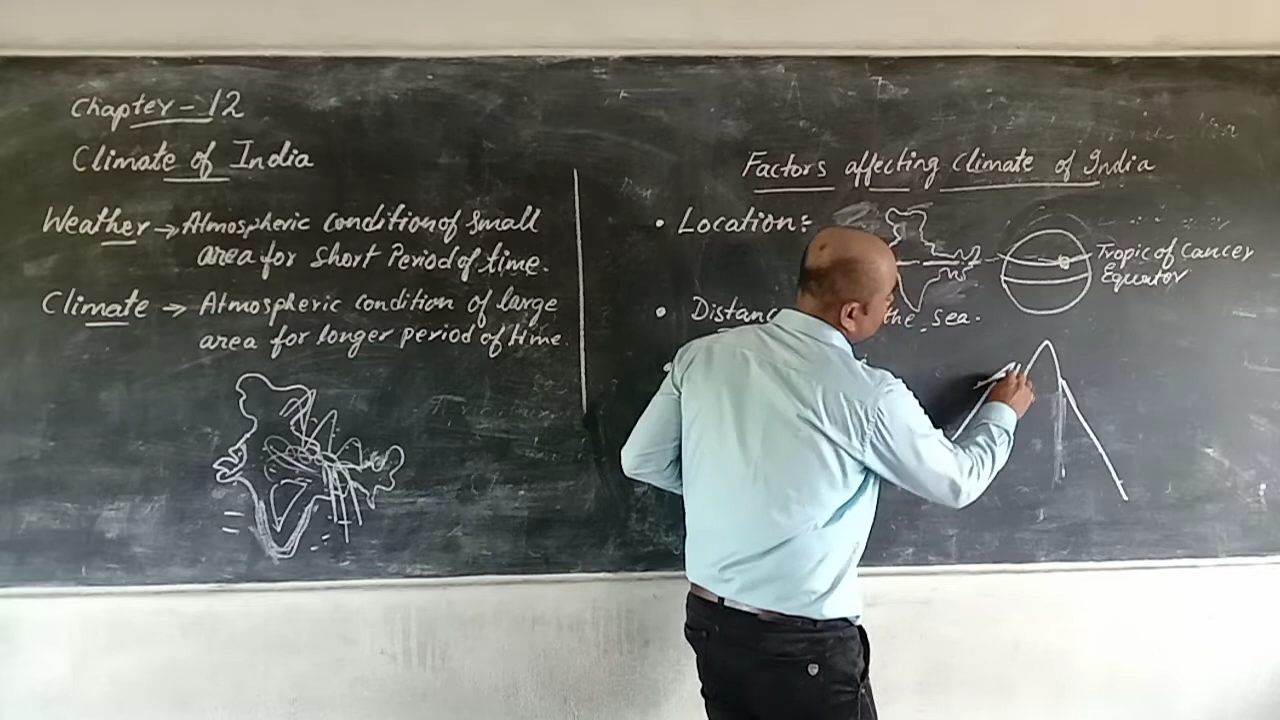 Chapter - 12
Climate of India
Weather → Atmospheric condition of small
area for short Period of time.
Climate → Atmospheric condition of large
area for longer period of time.
Factors affecting climate of India
• Location:
Tropic of Cancer
Equator
• the sea.